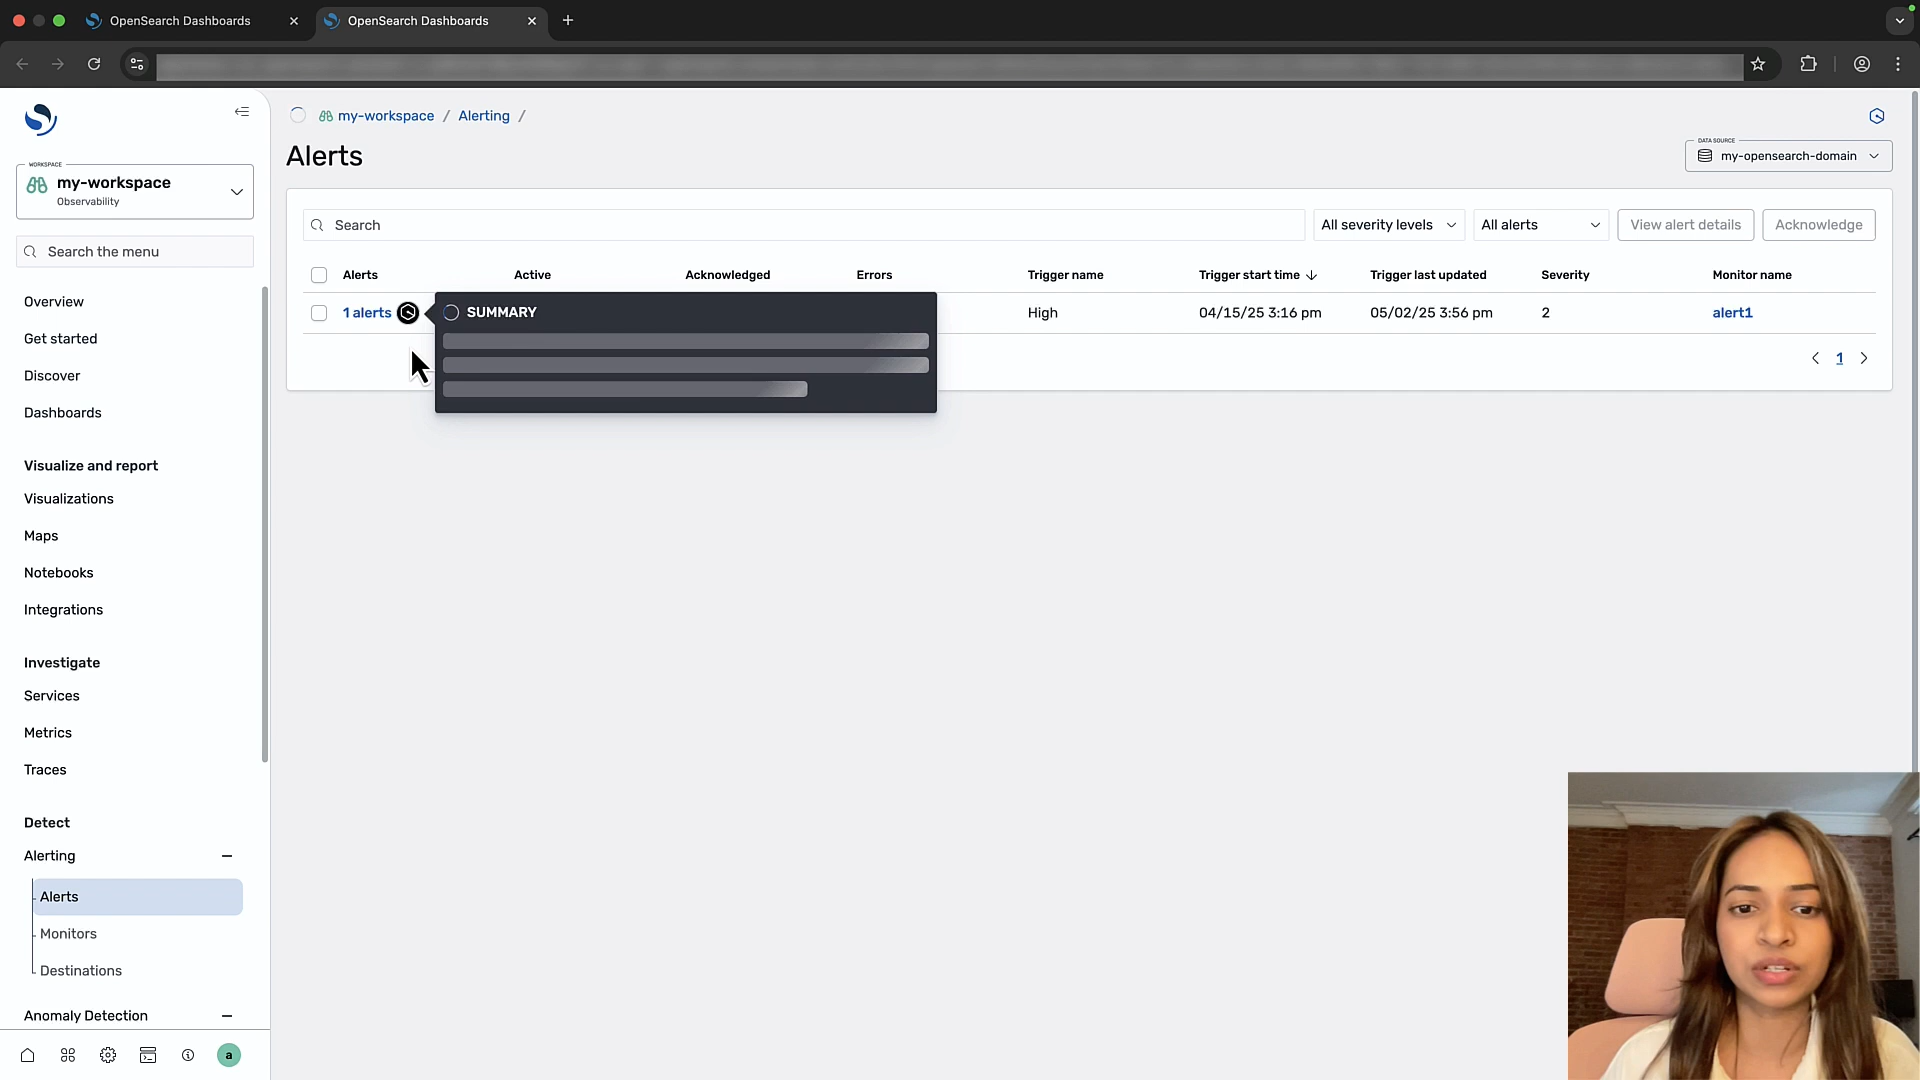 OpenSearch Dashboards
OpenSearch Dashboards
my-workspace / Alerting /
Alerts
DATA SOURCE
my-opensearch-domain
WORKSPACE
my-workspace
Observability
Search the menu
Overview
Get started
Discover
Dashboards
Visualize and report
Visualizations
Maps
Notebooks
Integrations
Investigate
Services
Metrics
Traces
Detect
Alerting
Alerts
Monitors
Destinations
Anomaly Detection
a
Search
All severity levels
All alerts
View alert details
Acknowledge
Alerts Active Acknowledged Errors Trigger name Trigger start time Trigger last updated Severity Monitor name
1 alerts SUMMARY High 04/15/25 3:16 pm 05/02/25 3:56 pm 2 alert1
1